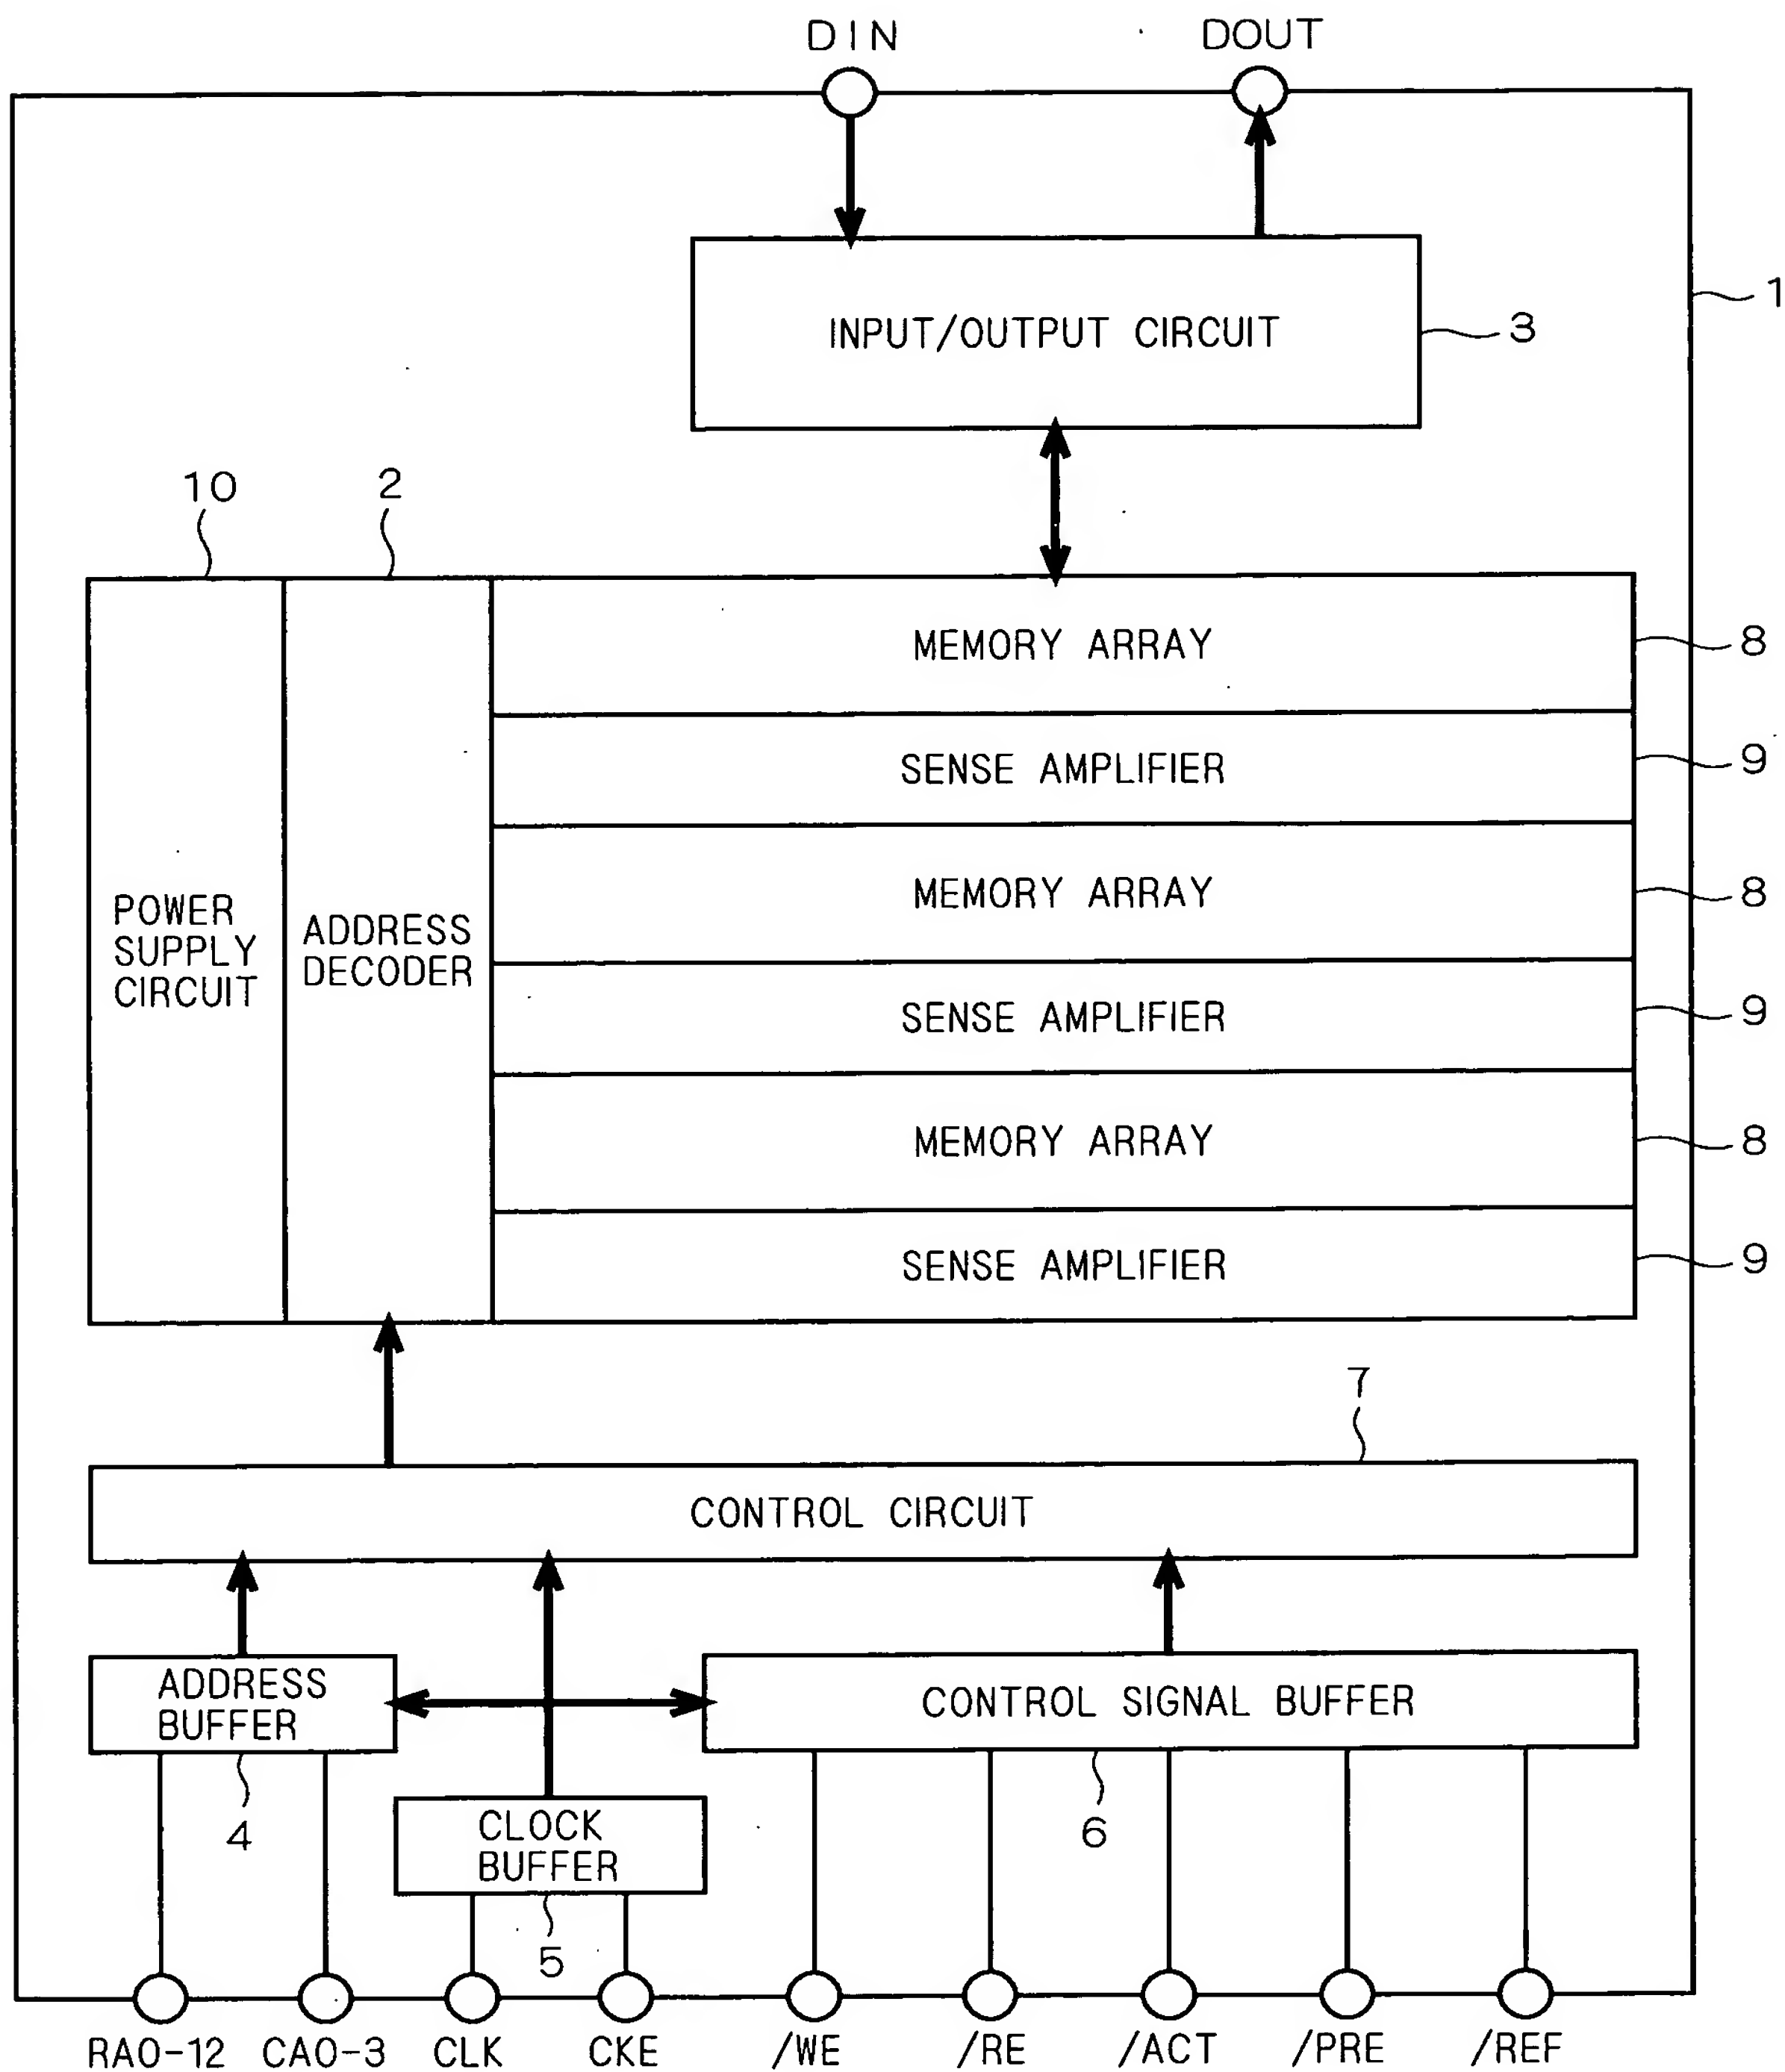 DIN
DOUT
1
INPUT/OUTPUT CIRCUIT
3
10
2
MEMORY ARRAY
8
SENSE AMPLIFIER
9
MEMORY ARRAY
8
POWER
SUPPLY
CIRCUIT
ADDRESS
DECODER
SENSE AMPLIFIER
9
MEMORY ARRAY
8
SENSE AMPLIFIER
9
7
CONTROL CIRCUIT
ADDRESS
BUFFER
CONTROL SIGNAL BUFFER
4
CLOCK
BUFFER
6
5
RA0-12
CA0-3
CLK
CKE
/WE
/RE
/ACT
/PRE
/REF